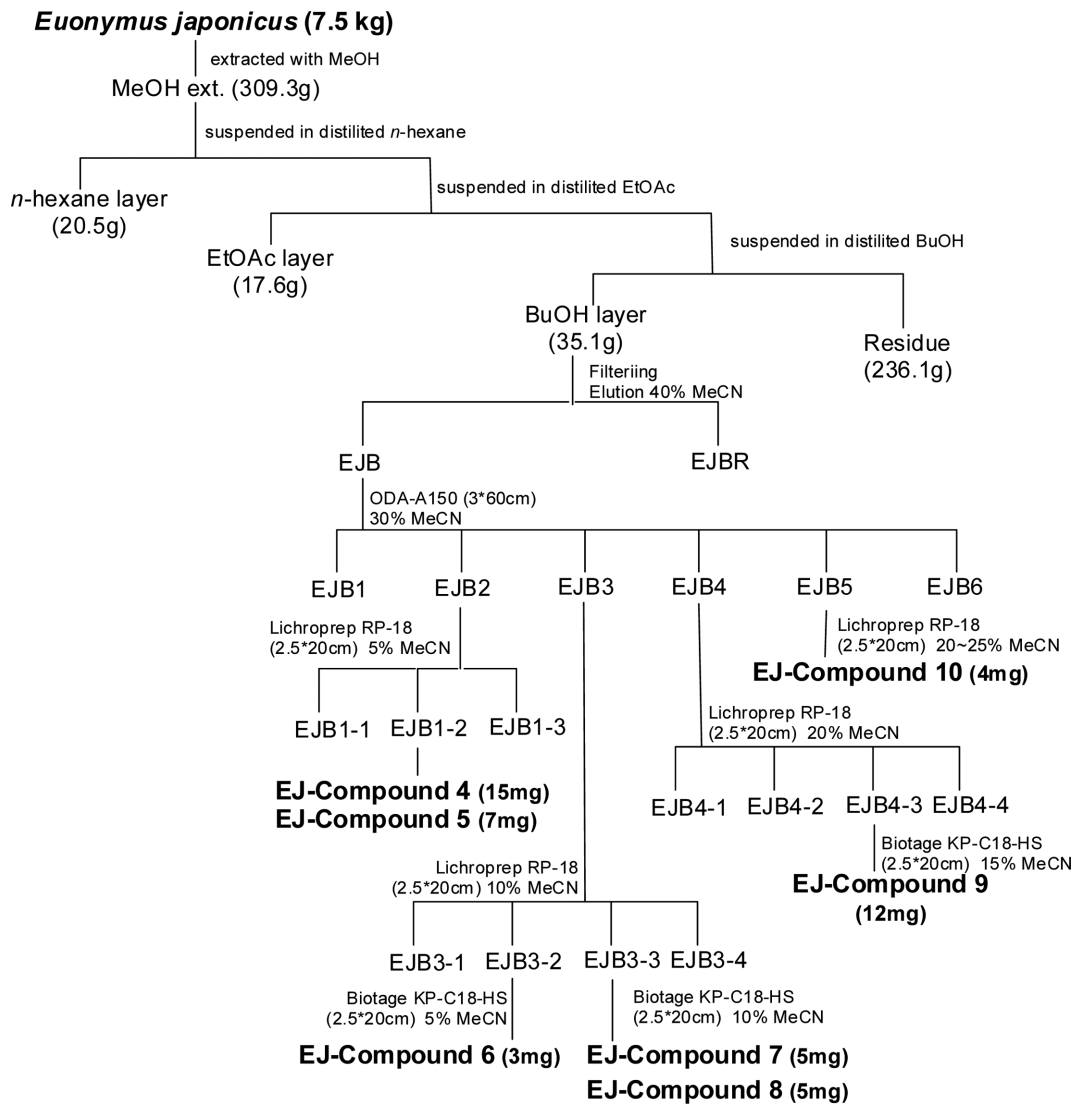 Euonymus japonicus (7.5 kg)
extracted with MeOH
MeOH ext. (309.3g)
suspended in distilited n-hexane
n-hexane layer
(20.5g)
suspended in distilited EtOAc
EtOAc layer
(17.6g)
suspended in distilited BuOH
BuOH layer
(35.1g)
Residue
(236.1g)
Filteriing
Elution 40% MeCN
EJB
EJBR
ODA-A150 (3*60cm)
30% MeCN
EJB1
EJB2
EJB3
EJB4
EJB5
EJB6
Lichroprep RP-18
(2.5*20cm) 5% MeCN
EJB1-1
EJB1-2
EJB1-3
EJ-Compound 4 (15mg)
EJ-Compound 5 (7mg)
Lichroprep RP-18
(2.5*20cm) 20~25% MeCN
EJ-Compound 10 (4mg)
Lichroprep RP-18
(2.5*20cm) 20% MeCN
EJB4-1
EJB4-2
EJB4-3
EJB4-4
Biotage KP-C18-HS
(2.5*20cm) 15% MeCN
EJ-Compound 9
(12mg)
Lichroprep RP-18
(2.5*20cm) 10% MeCN
EJB3-1
EJB3-2
EJB3-3
EJB3-4
Biotage KP-C18-HS
(2.5*20cm) 5% MeCN
EJ-Compound 6 (3mg)
Biotage KP-C18-HS
(2.5*20cm) 10% MeCN
EJ-Compound 7 (5mg)
EJ-Compound 8 (5mg)